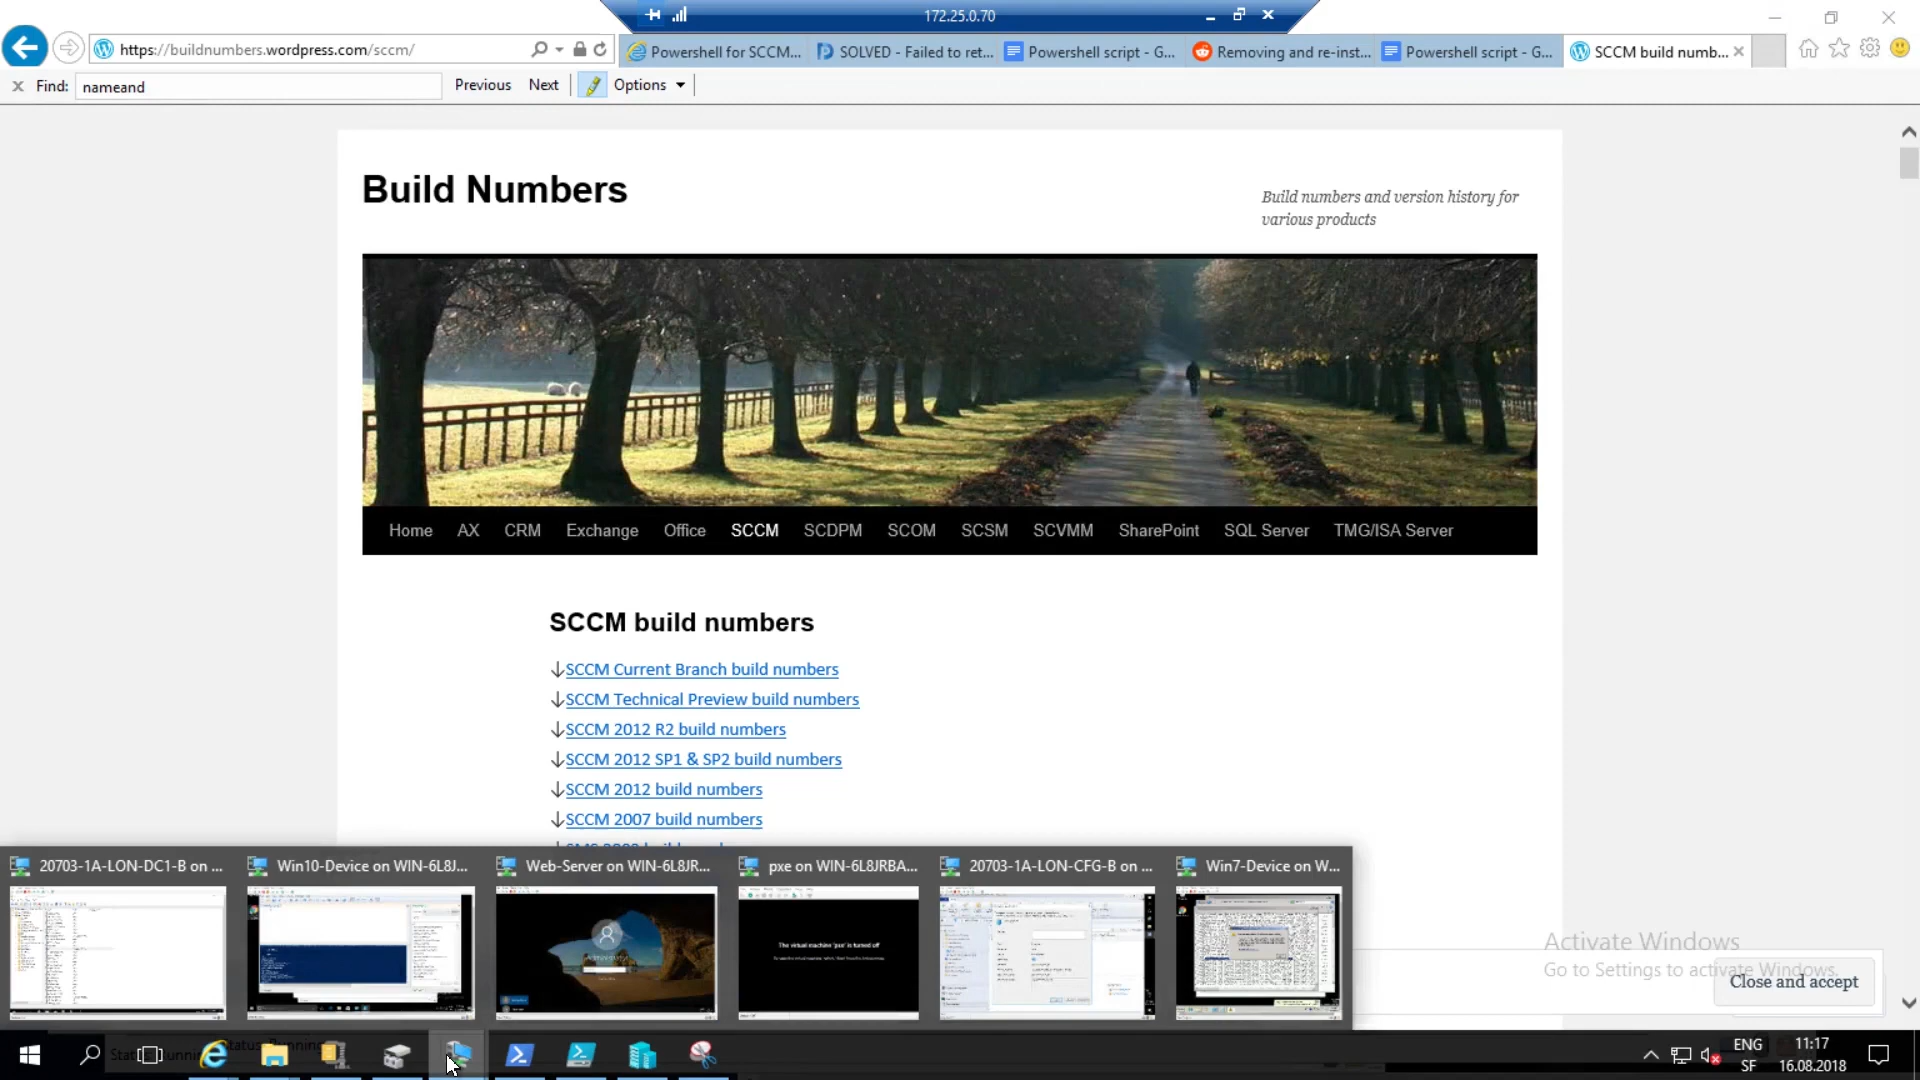 172.25.0.70
https://buildnumbers.wordpress.com/sccm/
Powershell for SCCM...
SOLVED - Failed to ret...
Powershell script - G...
Removing and re-inst...
Powershell script - G...
SCCM build numb...
Find:
nameand
Previous
Next
Options
Build Numbers
Build numbers and version history for
various products
Home
AX
CRM
Exchange
Office
SCCM
SCDPM
SCOM
SCSM
SCVMM
SharePoint
SQL Server
TMG/ISA Server
SCCM build numbers
↓SCCM Current Branch build numbers
↓SCCM Technical Preview build numbers
↓SCCM 2012 R2 build numbers
↓SCCM 2012 SP1 & SP2 build numbers
↓SCCM 2012 build numbers
↓SCCM 2007 build numbers
20703-1A-LON-DC1-B on ...
Win10-Device on WIN-6L8J...
Web-Server on WIN-6L8JR...
pxe on WIN-6L8JRBA...
20703-1A-LON-CFG-B on ...
Win7-Device on W...
The virtual machine 'pxe' is turned off
Activate Windows
Go to Settings to activate Windows.
Close and accept
ENG
SF
11:17
16.08.2018